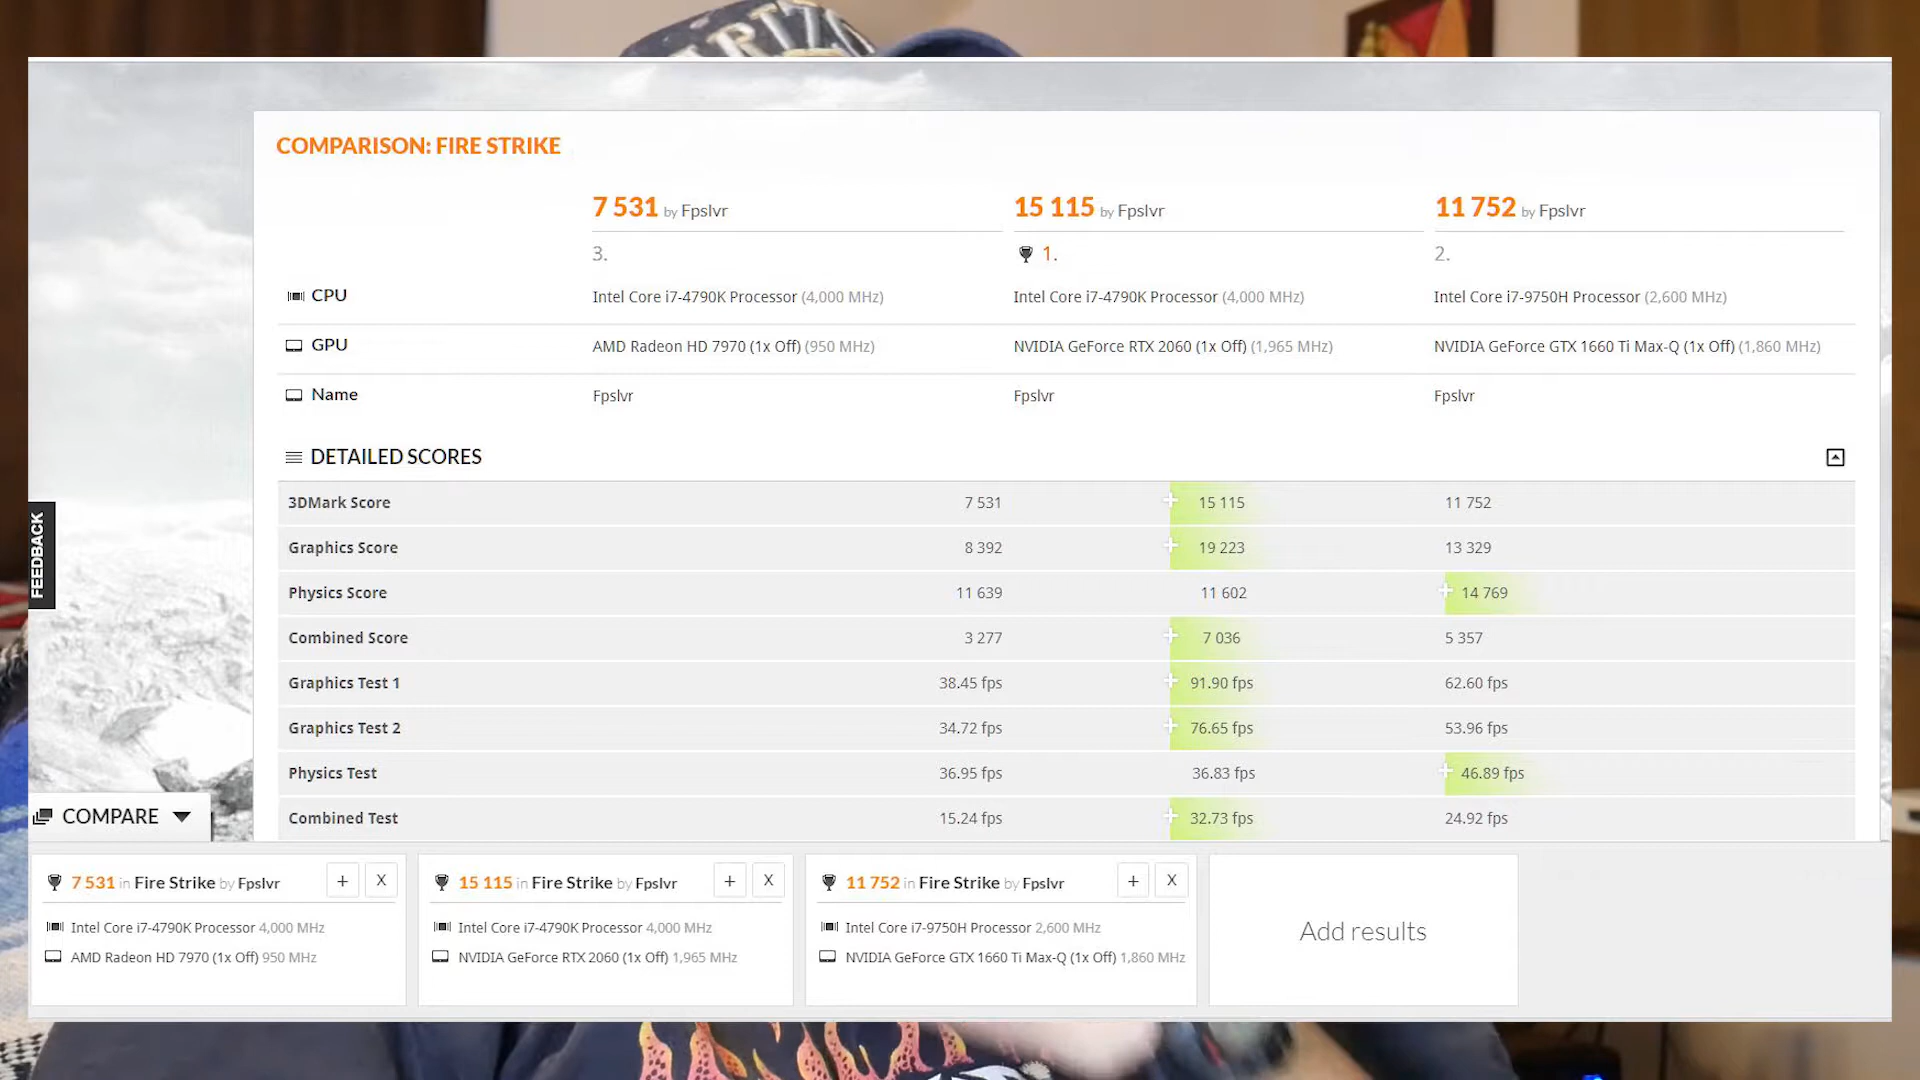 COMPARISON: FIRE STRIKE
7 531 by Fpslvr 15 115 by Fpslvr 11 752 by Fpslvr
3. 1. 2.
CPU Intel Core i7-4790K Processor (4,000 MHz) Intel Core i7-4790K Processor (4,000 MHz) Intel Core i7-9750H Processor (2,600 MHz)
GPU AMD Radeon HD 7970 (1x Off) (950 MHz) NVIDIA GeForce RTX 2060 (1x Off) (1,965 MHz) NVIDIA GeForce GTX 1660 Ti Max-Q (1x Off) (1,860 MHz)
Name Fpslvr Fpslvr Fpslvr
DETAILED SCORES
3DMark Score 7 531 15 115 11 752
Graphics Score 8 392 19 223 13 329
Physics Score 11 639 11 602 14 769
Combined Score 3 277 7 036 5 357
Graphics Test 1 38.45 fps 91.90 fps 62.60 fps
Graphics Test 2 34.72 fps 76.65 fps 53.96 fps
Physics Test 36.95 fps 36.83 fps 46.89 fps
Combined Test 15.24 fps 32.73 fps 24.92 fps
FEEDBACK
COMPARE
7 531 in Fire Strike by Fpslvr + X
Intel Core i7-4790K Processor 4,000 MHz
AMD Radeon HD 7970 (1x Off) 950 MHz
15 115 in Fire Strike by Fpslvr + X
Intel Core i7-4790K Processor 4,000 MHz
NVIDIA GeForce RTX 2060 (1x Off) 1,965 MHz
11 752 in Fire Strike by Fpslvr + X
Intel Core i7-9750H Processor 2,600 MHz
NVIDIA GeForce GTX 1660 Ti Max-Q (1x Off) 1,860 MHz
Add results